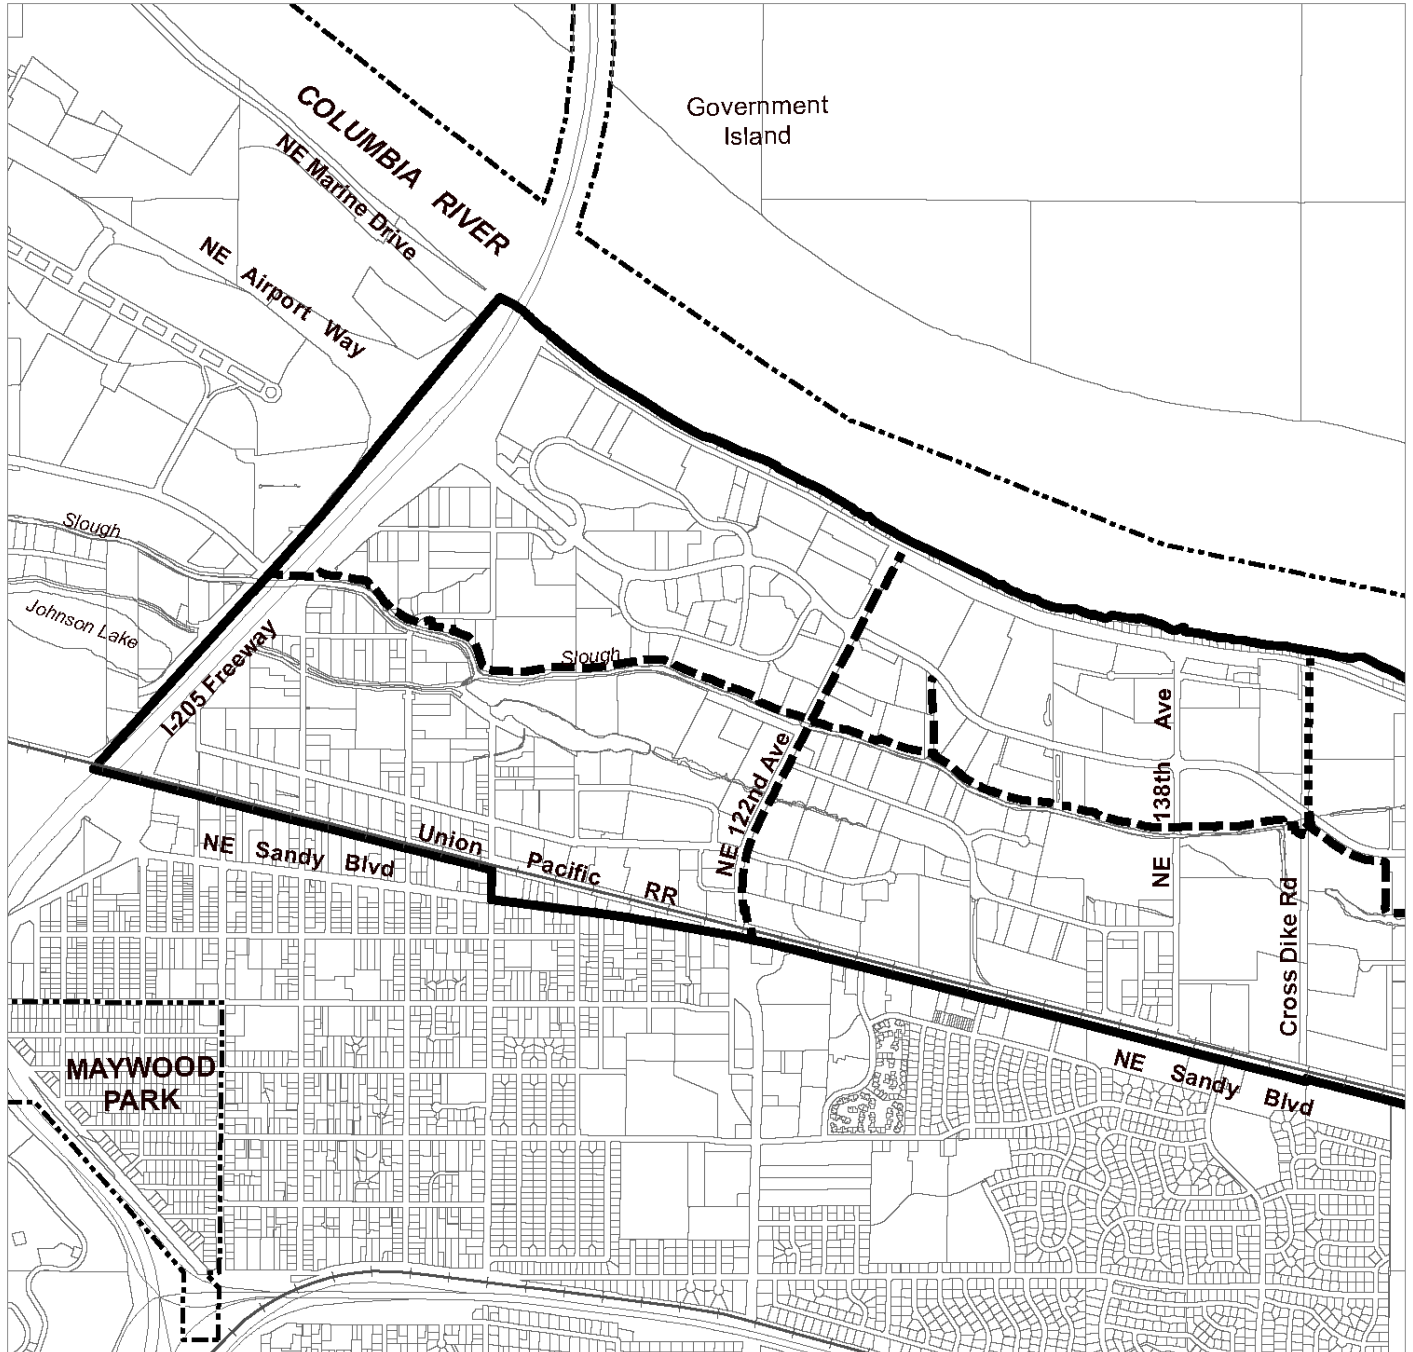 Government
Island
COLUMBIA RIVER
NE Marine Drive
NE Airport Way
Slough
Johnson Lake
I-205 Freeway
Slough
NE 122nd Ave
NE 138th Ave
Cross Dike Rd
NE Sandy Blvd
Union Pacific RR
MAYWOOD
PARK
NE Sandy Blvd